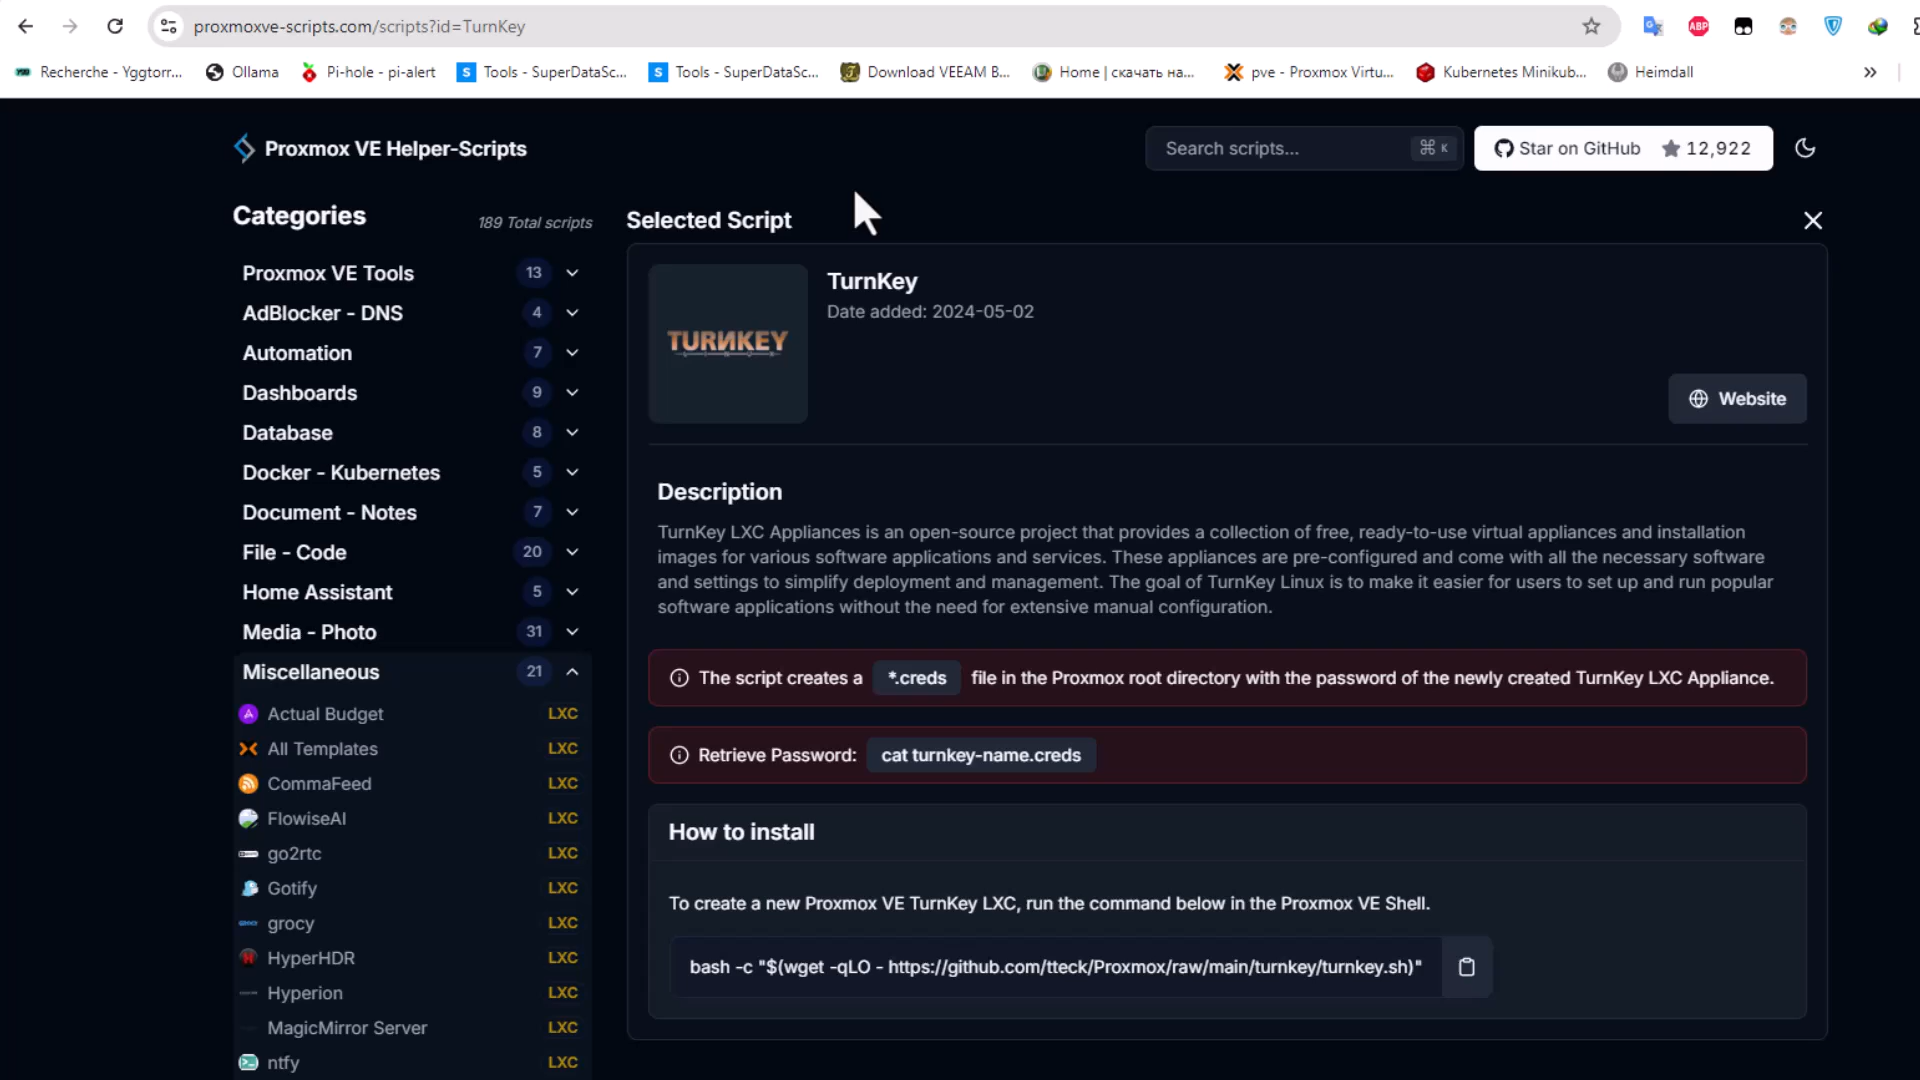 proxmoxve-scripts.com/scripts?id=TurnKey
Recherche - Yggtorr...
Ollama
Pi-hole - pi-alert
Tools - SuperDataSc...
Tools - SuperDataSc...
Download VEEAM B...
Home | скачать на...
pve - Proxmox Virtu...
Kubernetes Minikub...
Heimdall
Proxmox VE Helper-Scripts
Search scripts...
⌘ K
Star on GitHub
12,922
Categories
189 Total scripts
Proxmox VE Tools 13
AdBlocker - DNS 4
Automation 7
Dashboards 9
Database 8
Docker - Kubernetes 5
Document - Notes 7
File - Code 20
Home Assistant 5
Media - Photo 31
Miscellaneous 21
Actual Budget LXC
All Templates LXC
CommaFeed LXC
FlowiseAI LXC
go2rtc LXC
Gotify LXC
grocy LXC
HyperHDR LXC
Hyperion LXC
MagicMirror Server LXC
ntfy LXC
Selected Script
TURNKEY
LINUX
TurnKey
Date added: 2024-05-02
Website
Description
TurnKey LXC Appliances is an open-source project that provides a collection of free, ready-to-use virtual appliances and installation
images for various software applications and services. These appliances are pre-configured and come with all the necessary software
and settings to simplify deployment and management. The goal of TurnKey Linux is to make it easier for users to set up and run popular
software applications without the need for extensive manual configuration.
The script creates a *.creds file in the Proxmox root directory with the password of the newly created TurnKey LXC Appliance.
Retrieve Password: cat turnkey-name.creds
How to install
To create a new Proxmox VE TurnKey LXC, run the command below in the Proxmox VE Shell.
bash -c "$(wget -qLO - https://github.com/tteck/Proxmox/raw/main/turnkey/turnkey.sh)"